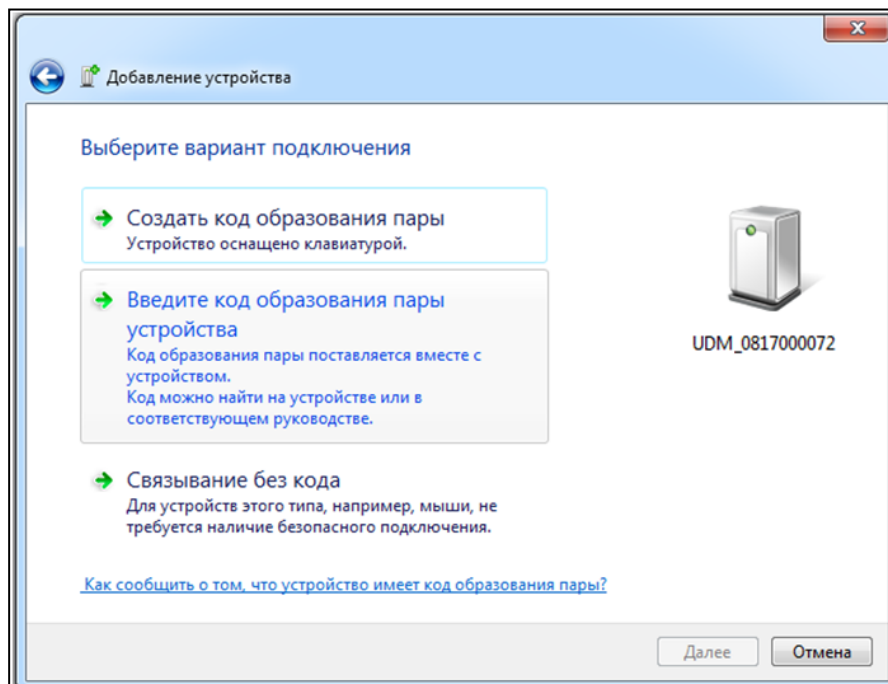 Добавление устройства
Выберите вариант подключения
Создать код образования пары
Устройство оснащено клавиатурой.
Введите код образования пары
устройства
Код образования пары поставляется вместе с
устройством.
Код можно найти на устройстве или в
соответствующем руководстве.
UDM_0817000072
Связывание без кода
Для устройств этого типа, например, мыши, не
требуется наличие безопасного подключения.
Как сообщить о том, что устройство имеет код образования пары?
Далее
Отмена